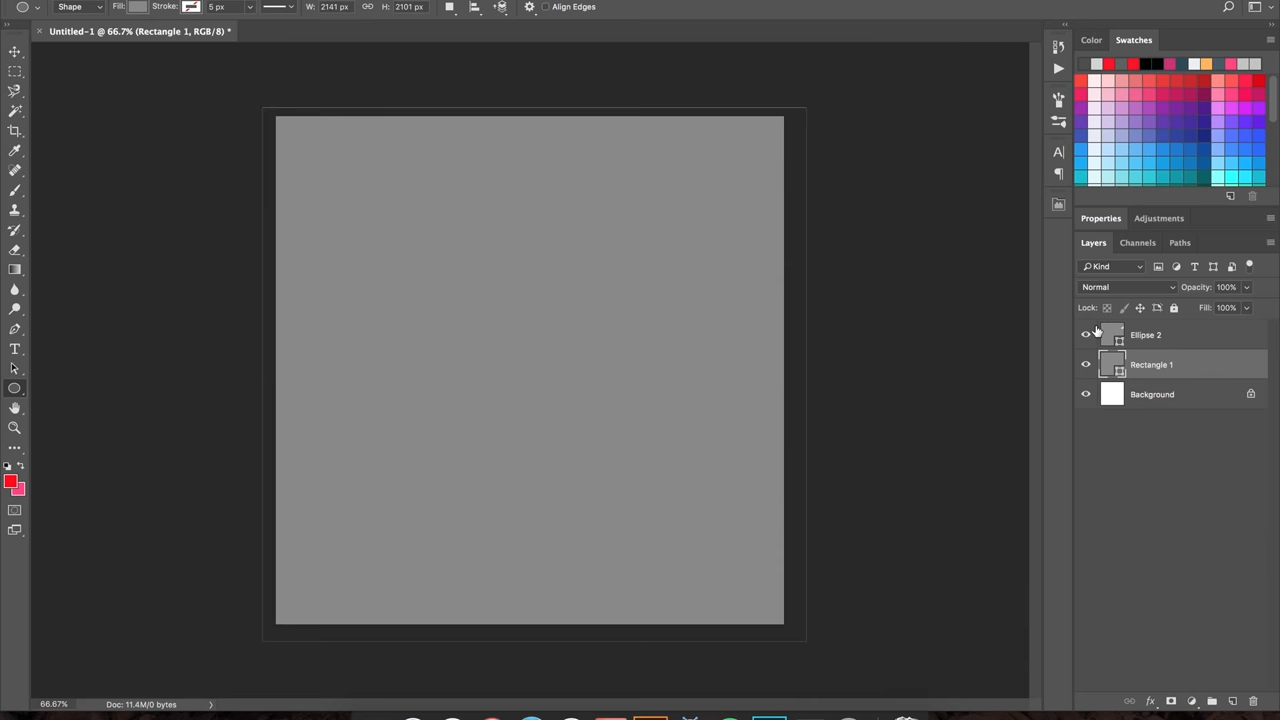 Shape Fill: Stroke: 5 px W: 2141 px H: 2101 px Align Edges
× Untitled-1 @ 66.7% (Rectangle 1, RGB/8) *
Color Swatches
Properties Adjustments
Layers Channels Paths
Kind
Normal Opacity: 100%
Lock: Fill: 100%
Ellipse 2
Rectangle 1
Background
66.67% Doc: 11.4M/0 bytes